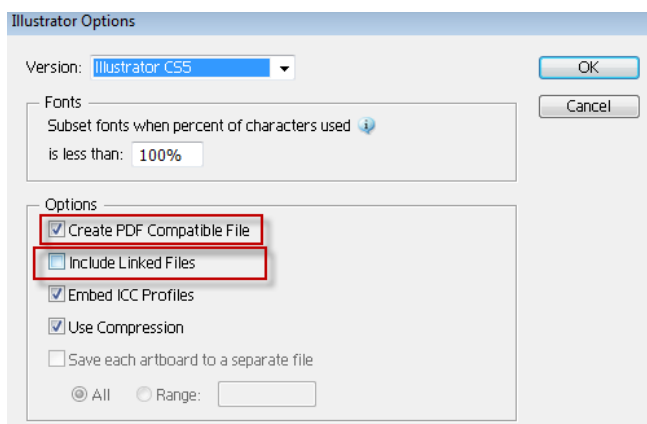 Illustrator Options
Version: Illustrator CS5
OK
Cancel
Fonts
Subset fonts when percent of characters used
is less than: 100%
Options
Create PDF Compatible File
Include Linked Files
Embed ICC Profiles
Use Compression
Save each artboard to a separate file
All Range: